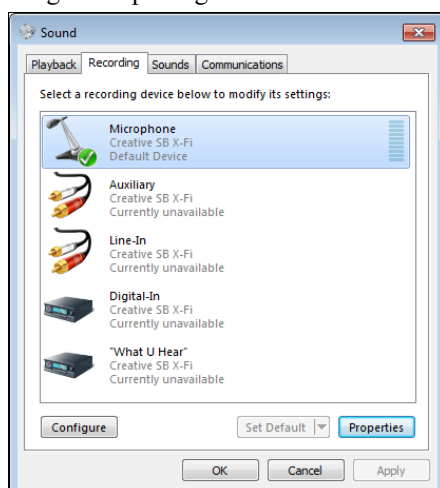 Sound
Playback Recording Sounds Communications
Select a recording device below to modify its settings:
Microphone
Creative SB X-Fi
Default Device
Auxiliary
Creative SB X-Fi
Currently unavailable
Line-In
Creative SB X-Fi
Currently unavailable
Digital-In
Creative SB X-Fi
Currently unavailable
"What U Hear"
Creative SB X-Fi
Currently unavailable
Configure Set Default Properties
OK Cancel Apply